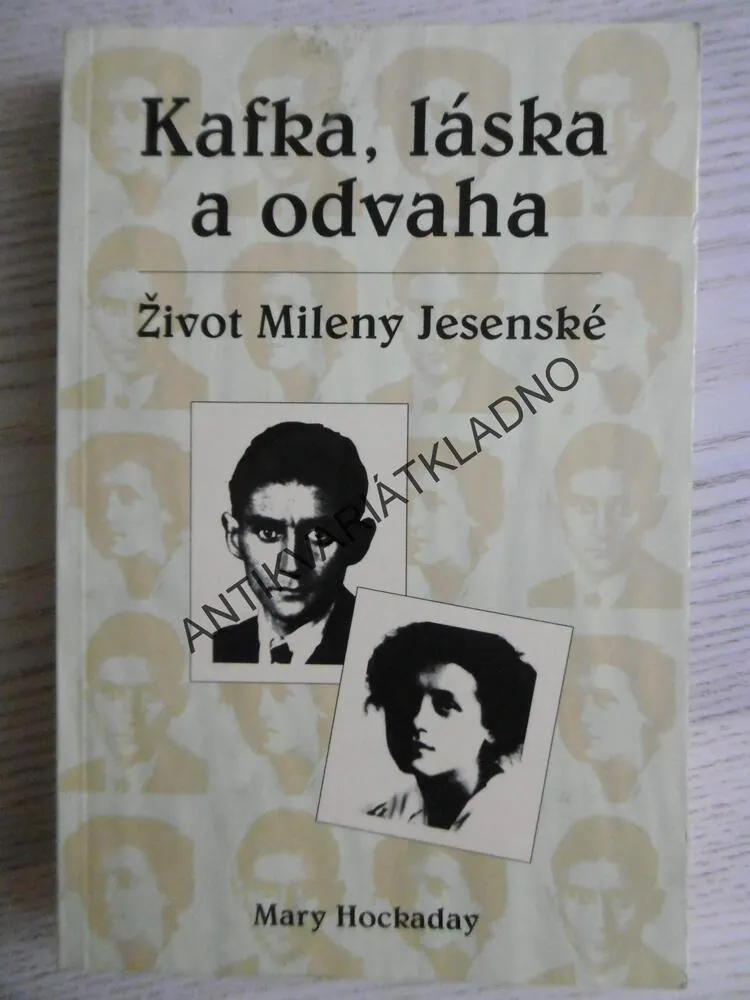 Kafka, láska
a odvaha
Život Mileny Jesenské
ANTIKVARIÁTKLADNO
Mary Hockaday